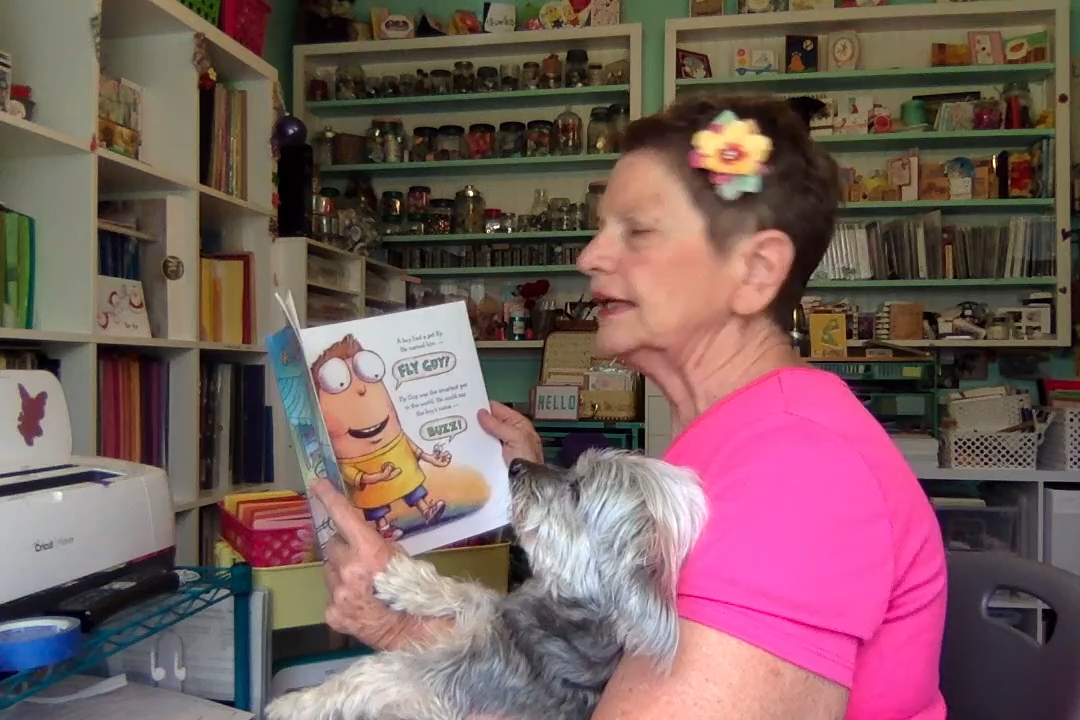 A boy had a pet fly.
He named him —
FLY GUY!
Fly Guy was the smartest pet
in the world. He could say
the boy's name —
BUZZ!
HELLO
Cricut